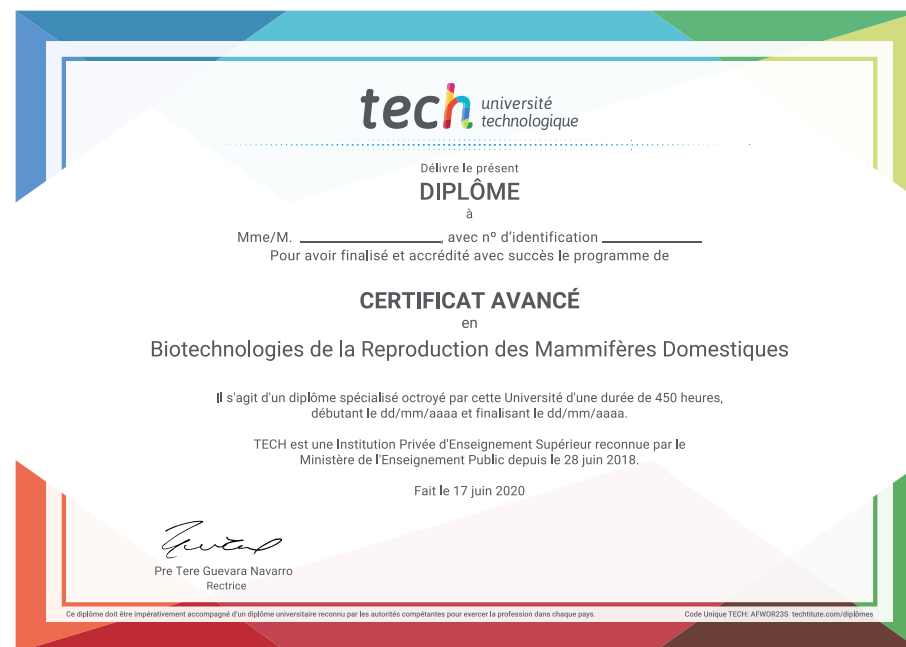 tech université
technologique
Délivre le présent
DIPLÔME
à
Mme/M. ____________________, avec nº d'identification ______________
Pour avoir finalisé et accrédité avec succès le programme de
CERTIFICAT AVANCÉ
en
Biotechnologies de la Reproduction des Mammifères Domestiques
Il s'agit d'un diplôme spécialisé octroyé par cette Université d'une durée de 450 heures,
débutant le dd/mm/aaaa et finalisant le dd/mm/aaaa.
TECH est une Institution Privée d'Enseignement Supérieur reconnue par le
Ministère de l'Enseignement Public depuis le 28 juin 2018.
Fait le 17 juin 2020
Pre Tere Guevara Navarro
Rectrice
Ce diplôme doit être impérativement accompagné d'un diplôme universitaire reconnu par les autorités compétentes pour exercer la profession dans chaque pays. Code Unique TECH: AFWOR23S techtitute.com/diplômes